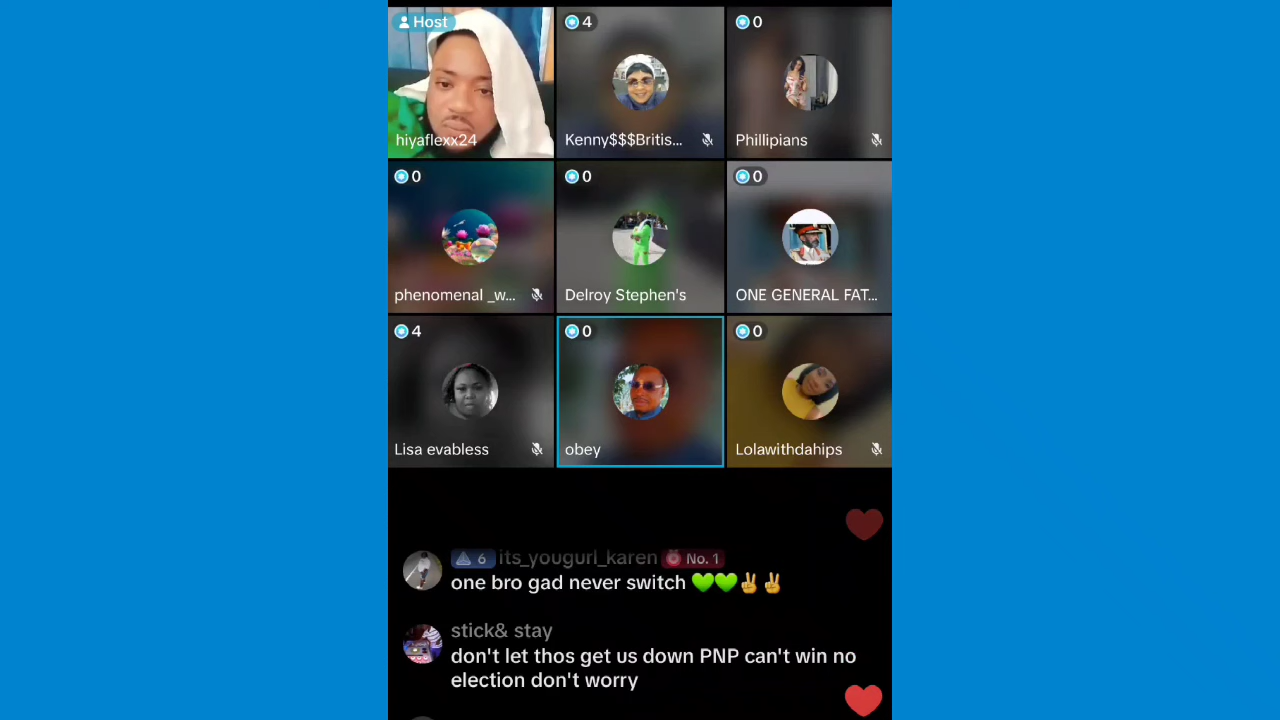 Host
4
0
hiyaflexx24
Kenny$$$Britis...
Phillipians
0
0
0
phenomenal _w...
Delroy Stephen's
ONE GENERAL FAT...
4
0
0
Lisa evabless
obey
Lolawithdahips
6 its_yougurl_karen No. 1
one bro gad never switch 💚💚✌️✌️
stick& stay
don't let thos get us down PNP can't win no
election don't worry